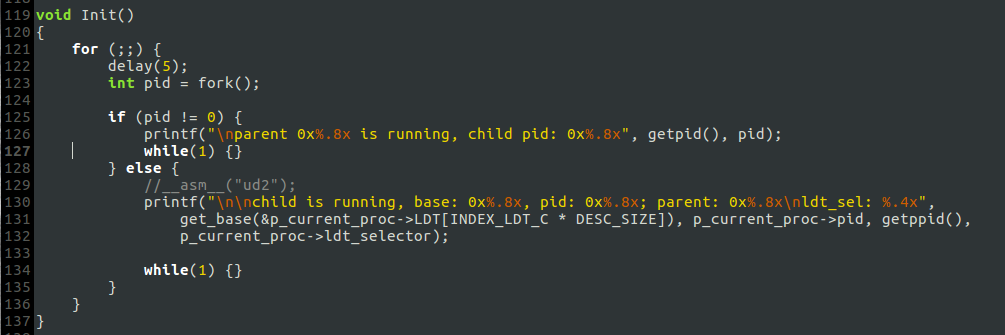 119 void Init()
120 {
121     for (;;) {
122         delay(5);
123         int pid = fork();
124
125         if (pid != 0) {
126             printf("\nparent 0x%.8x is running, child pid: 0x%.8x", getpid(), pid);
127             while(1) {}
128         } else {
129             //__asm__("ud2");
130             printf("\n\nchild is running, base: 0x%.8x, pid: 0x%.8x; parent: 0x%.8x\nldt_sel: %.4x",
131                 get_base(&p_current_proc->LDT[INDEX_LDT_C * DESC_SIZE]), p_current_proc->pid, getppid(),
132                 p_current_proc->ldt_selector);
133
134             while(1) {}
135         }
136     }
137 }